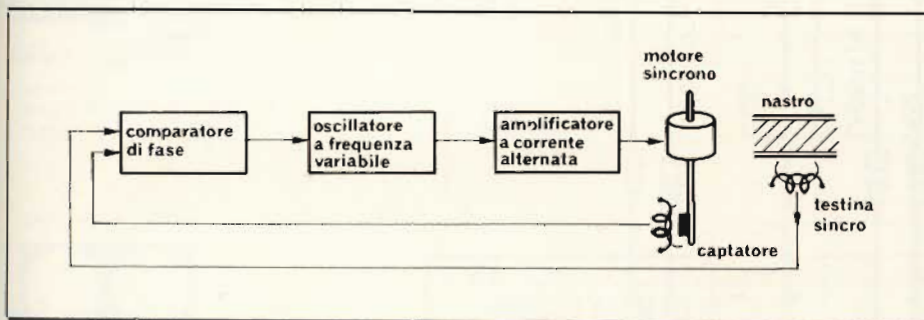 motore
sincrono
nastro
comparatore
di fase
oscillatore
a frequenza
variabile
amplificatore
a corrente
alternata
testina
sincro
captatore